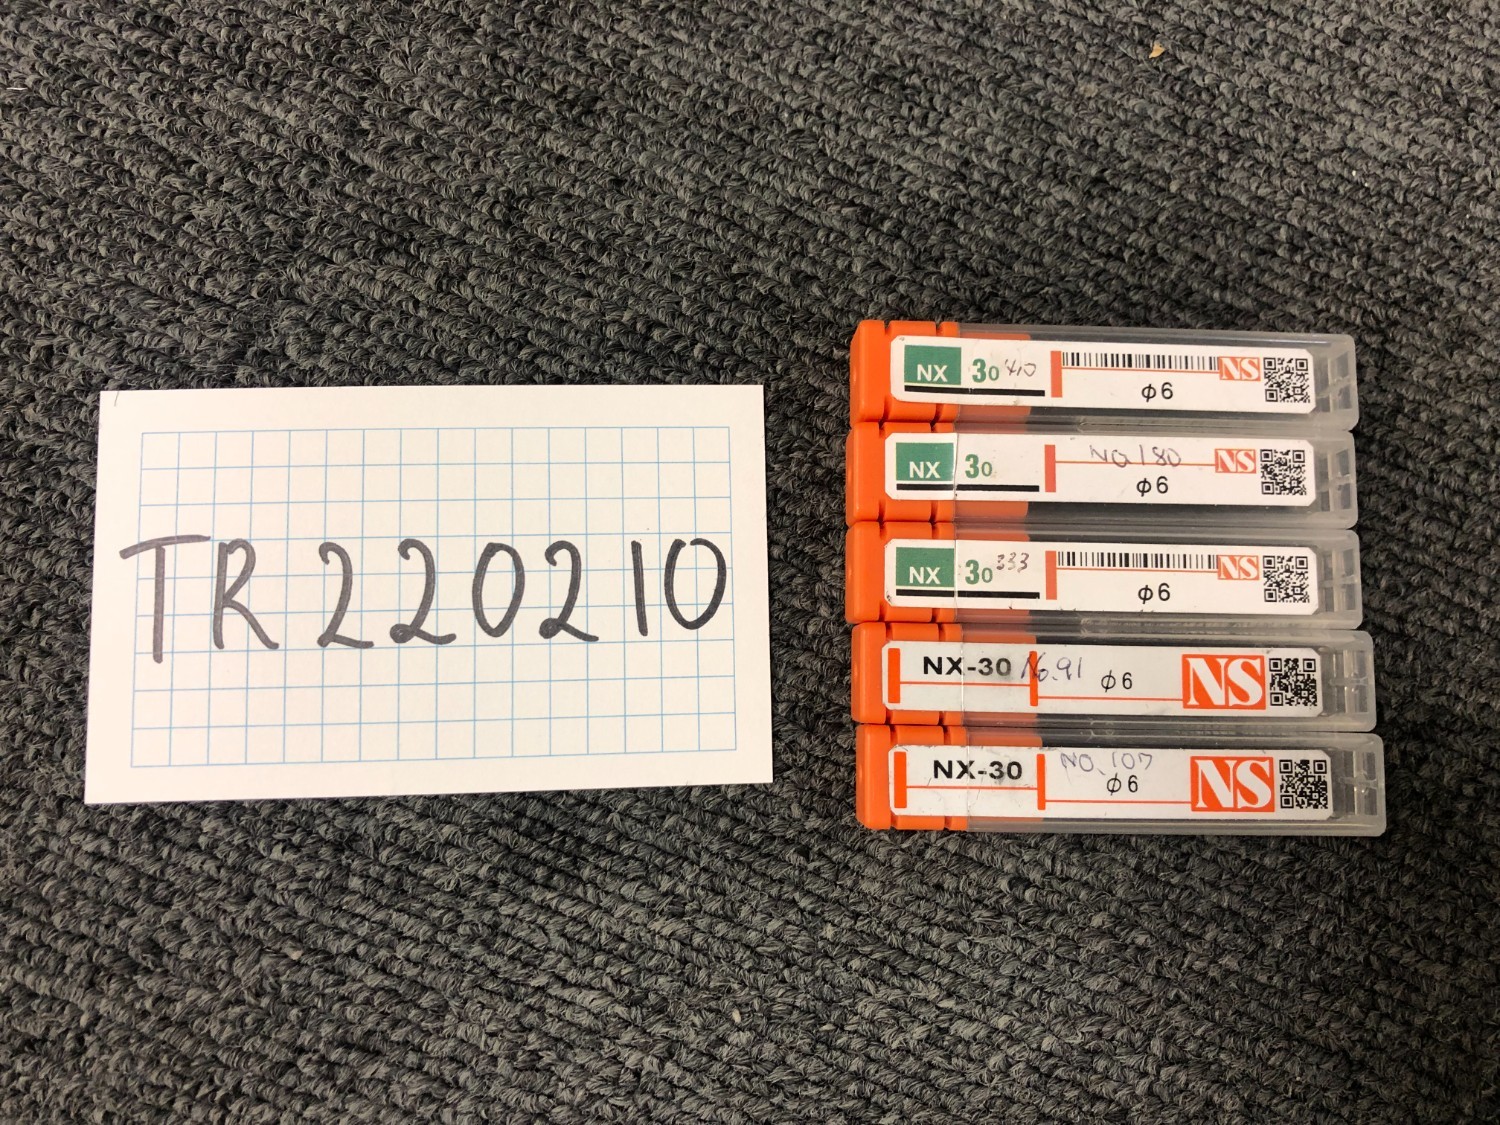 TR220210
NX 30 410 NS
φ6
NX 30 NO.180 NS
φ6
NX 30 333 NS
φ6
NX-30 No.91 φ6 NS
NX-30 NO.107 NS
φ6